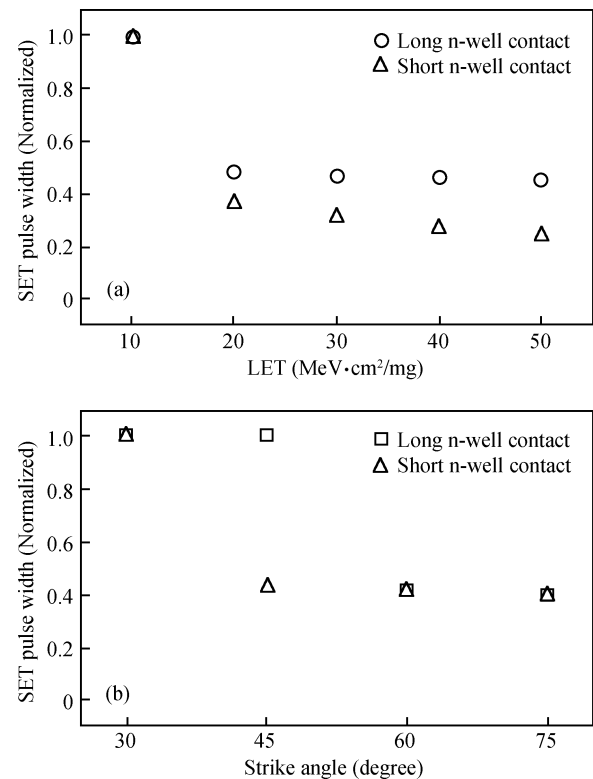 SET pulse width (Normalized)
1.0
0.8
0.6
0.4
0.2
0
Long n-well contact
Short n-well contact
(a)
10 20 30 40 50
LET (MeV·cm²/mg)
SET pulse width (Normalized)
1.0
0.8
0.6
0.4
0.2
0
Long n-well contact
Short n-well contact
(b)
30 45 60 75
Strike angle (degree)